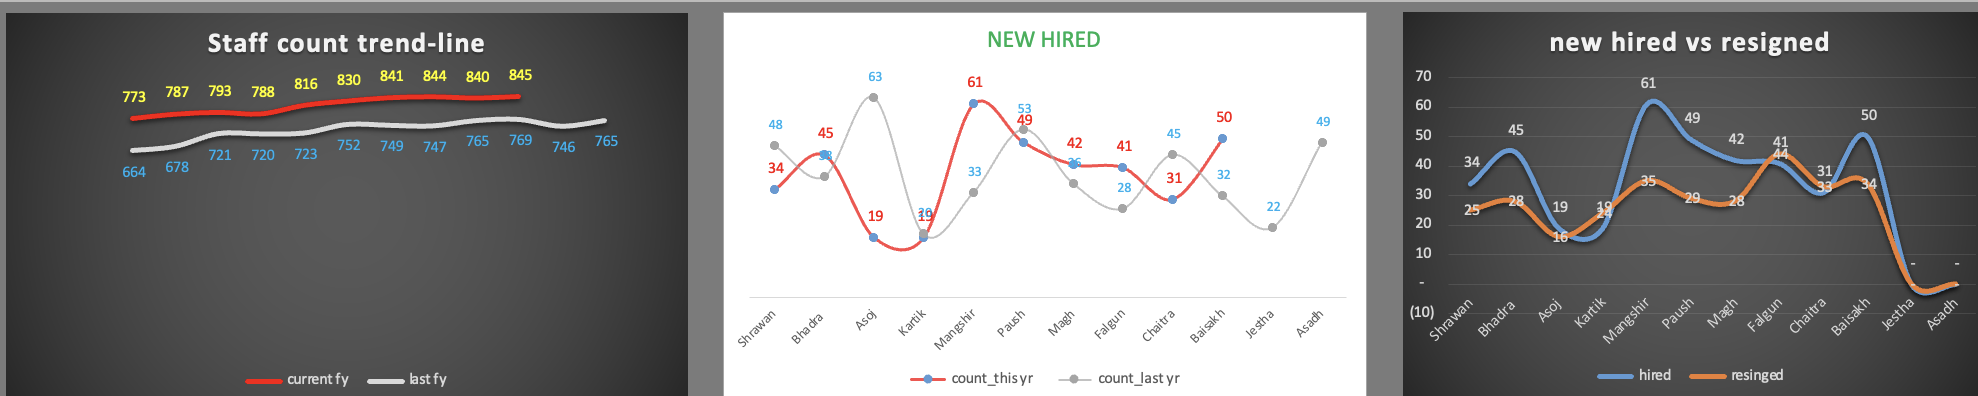 Staff count trend-line
773 787 793 788 816 830 841 844 840 845
664 678 721 720 723 752 749 747 765 769 746 765
current fy last fy
NEW HIRED
48 63 33 53 28 45 32 22 49
34 45 19 19 61 49 42 41 31 50
Shrawan Bhadra Asoj Kartik Mangshir Paush Magh Falgun Chaitra Baisakh Jestha Asadh
count_this yr count_last yr
new hired vs resigned
70
60
50
40
30
20
10
-
(10)
34 45 19 19 61 49 42 41 31 50 - -
25 28 16 24 35 29 28 44 33 34
Shrawan Bhadra Asoj Kartik Mangshir Paush Magh Falgun Chaitra Baisakh Jestha Asadh
hired resinged